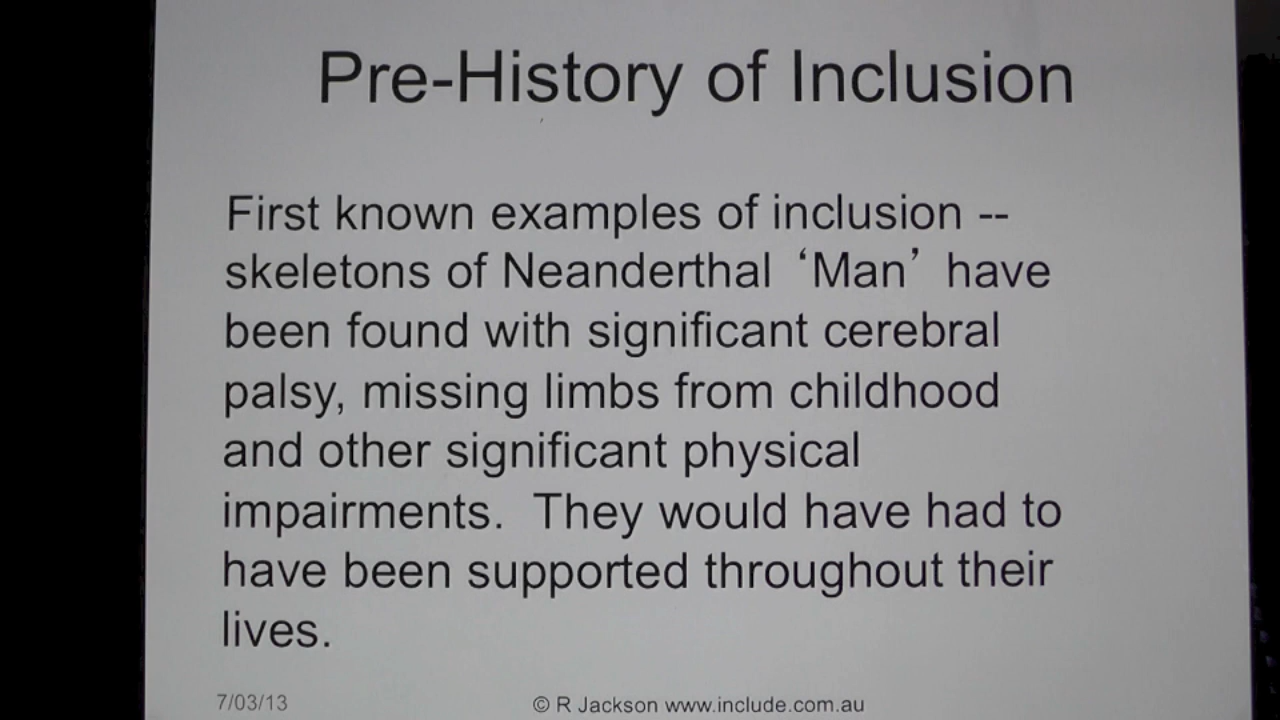 Pre-History of Inclusion
First known examples of inclusion --
skeletons of Neanderthal ‘Man’ have
been found with significant cerebral
palsy, missing limbs from childhood
and other significant physical
impairments. They would have had to
have been supported throughout their
lives.
7/03/13
© R Jackson www.include.com.au